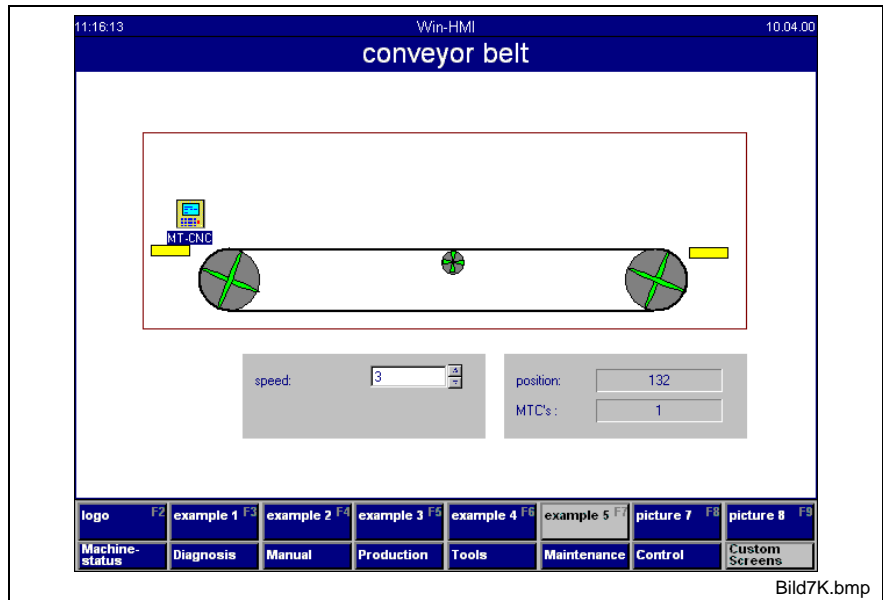 11:16:13 Win-HMI 10.04.00
conveyor belt
MT-CNC
speed: 3
position: 132
MTC's : 1
logo F2 example 1 F3 example 2 F4 example 3 F5 example 4 F6 example 5 F7 picture 7 F8 picture 8 F9
Machine-status Diagnosis Manual Production Tools Maintenance Control Custom Screens
Bild7K.bmp